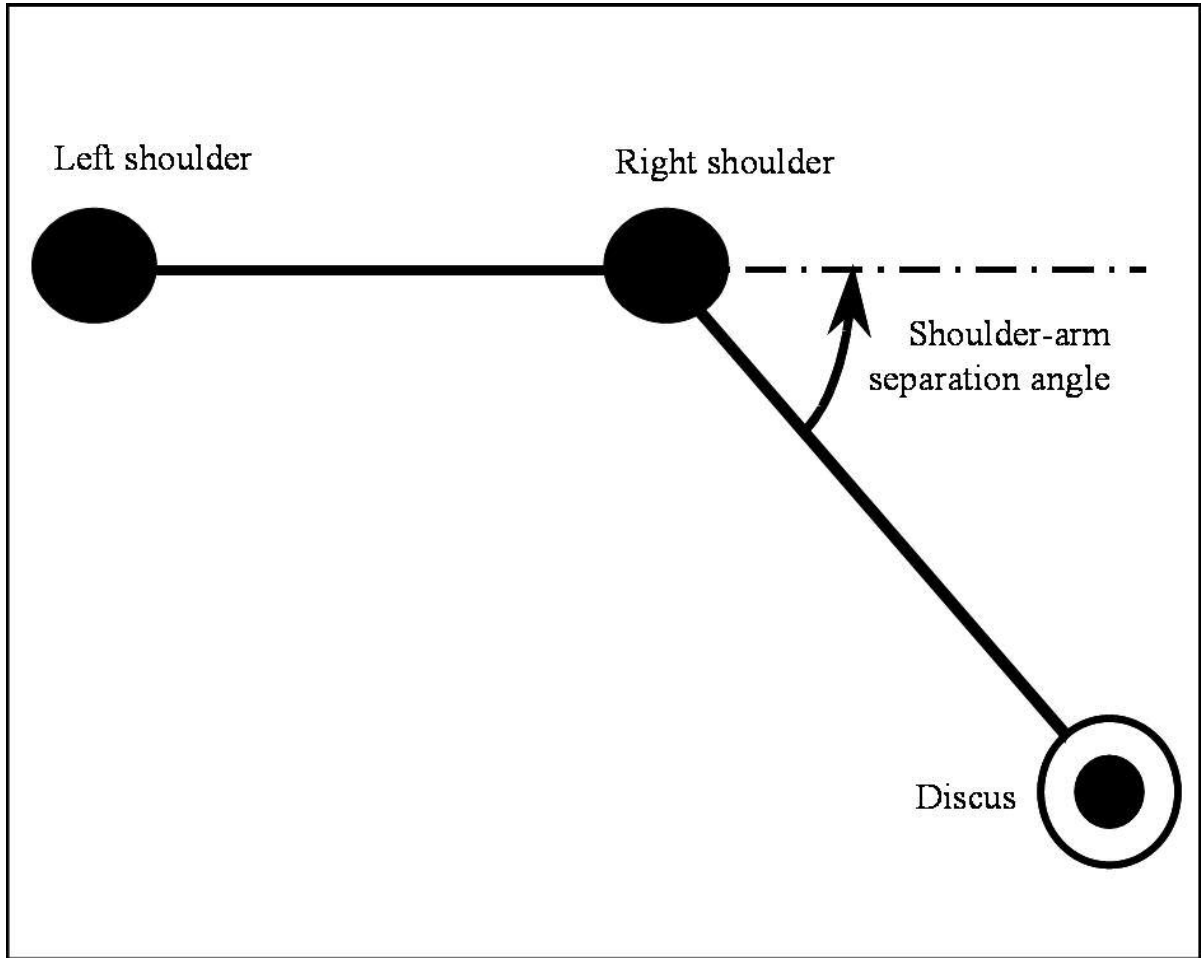 Left shoulder
Right shoulder
Shoulder-arm
separation angle
Discus